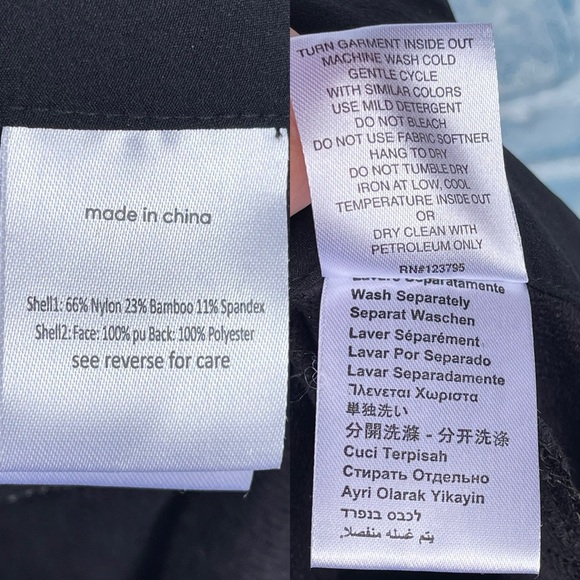 made in china
Shell1: 66% Nylon 23% Bamboo 11% Spandex
Shell2: Face: 100% pu Back: 100% Polyester
see reverse for care
TURN GARMENT INSIDE OUT
MACHINE WASH COLD
GENTLE CYCLE
WITH SIMILAR COLORS
USE MILD DETERGENT
DO NOT BLEACH
DO NOT USE FABRIC SOFTNER
HANG TO DRY
DO NOT TUMBLE DRY
IRON AT LOW, COOL
TEMPERATURE INSIDE OUT
OR
DRY CLEAN WITH
PETROLEUM ONLY
RN#123795
Lavare Separatamente
Wash Separately
Separat Waschen
Laver Séparément
Lavar Por Separado
Lavar Separadamente
Πλενεται Χωριστα
単独洗い
分開洗滌 - 分开洗涤
Cuci Terpisah
Стирать Отдельно
Ayri Olarak Yikayin
לכבס בנפרד
يتم غسله منفصلا.